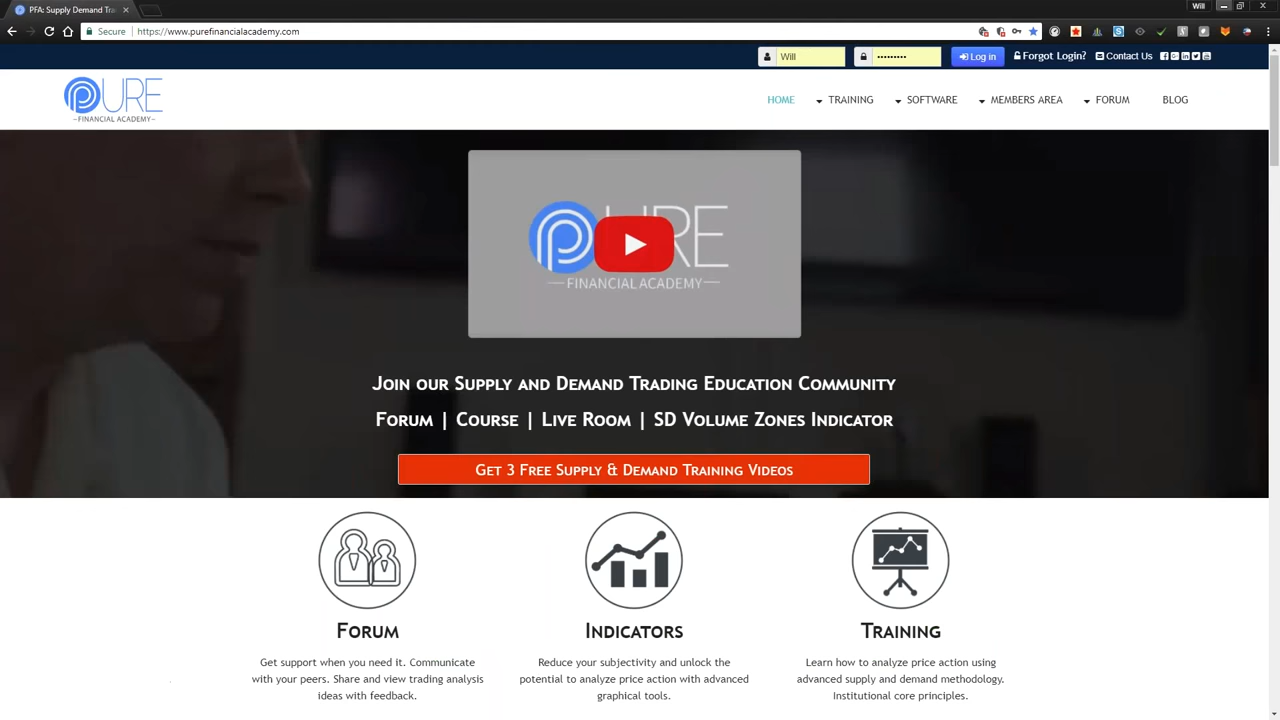 PFA: Supply Demand Tra
Will
Secure
https://www.purefinancialacademy.com
Will
••••••••
Log in
Forgot Login?
Contact Us
PURE
FINANCIAL ACADEMY
HOME
TRAINING
SOFTWARE
MEMBERS AREA
FORUM
BLOG
PURE
FINANCIAL ACADEMY
Join our Supply and Demand Trading Education Community
Forum | Course | Live Room | SD Volume Zones Indicator
Get 3 Free Supply & Demand Training Videos
Forum
Get support when you need it. Communicate
with your peers. Share and view trading analysis
ideas with feedback.
Indicators
Reduce your subjectivity and unlock the
potential to analyze price action with advanced
graphical tools.
Training
Learn how to analyze price action using
advanced supply and demand methodology.
Institutional core principles.